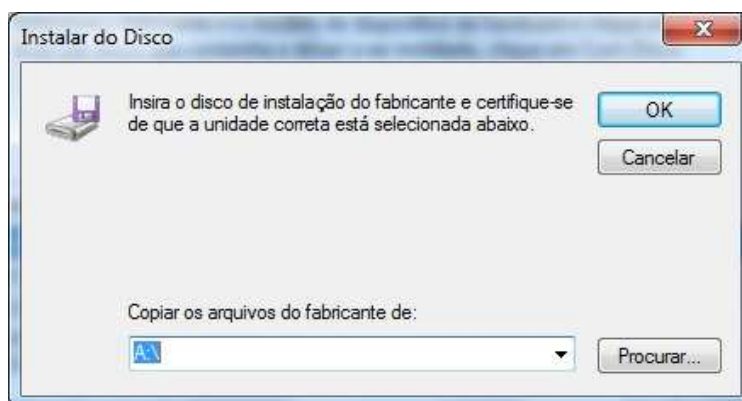 Instalar do Disco
Insira o disco de instalação do fabricante e certifique-se
de que a unidade correta está selecionada abaixo.
OK
Cancelar
Copiar os arquivos do fabricante de:
A:\
Procurar...